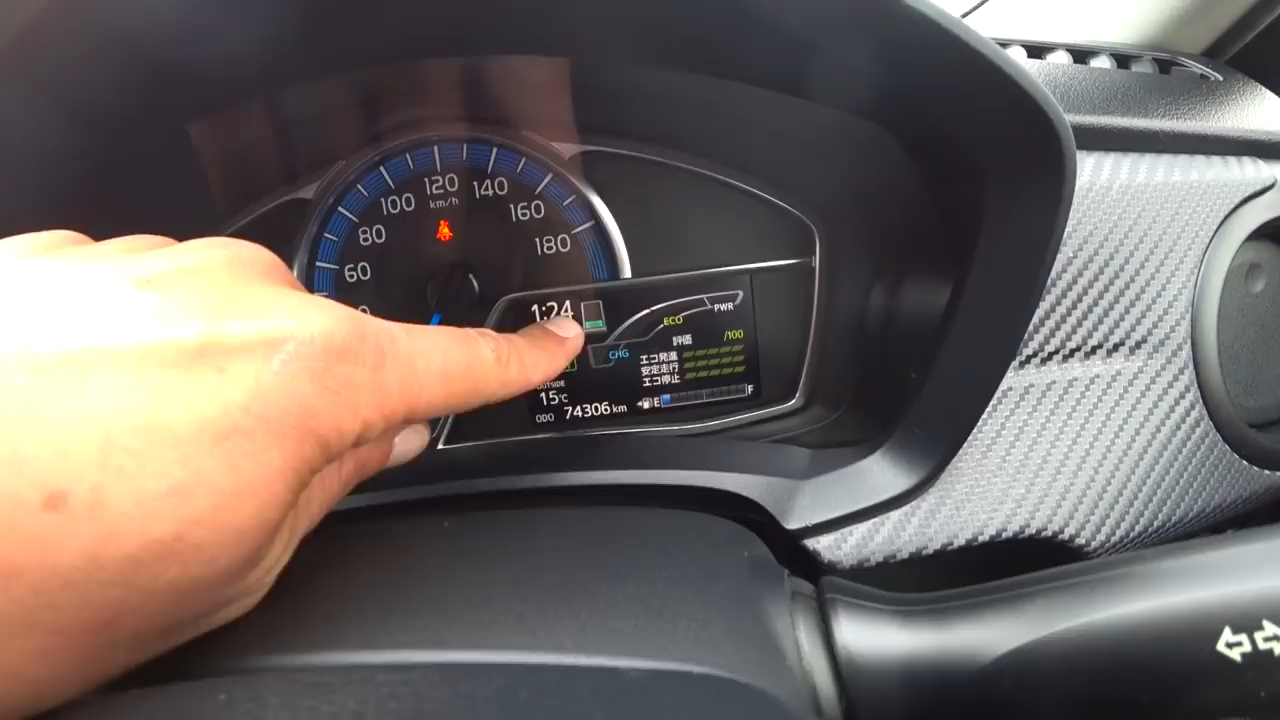 120
140
100
km/h
160
80
180
60
1:24
PWR
ECO
/100
評価
CHG
エコ発進
安定走行
エコ停止
OUTSIDE
15℃
E F
ODO 74306 km